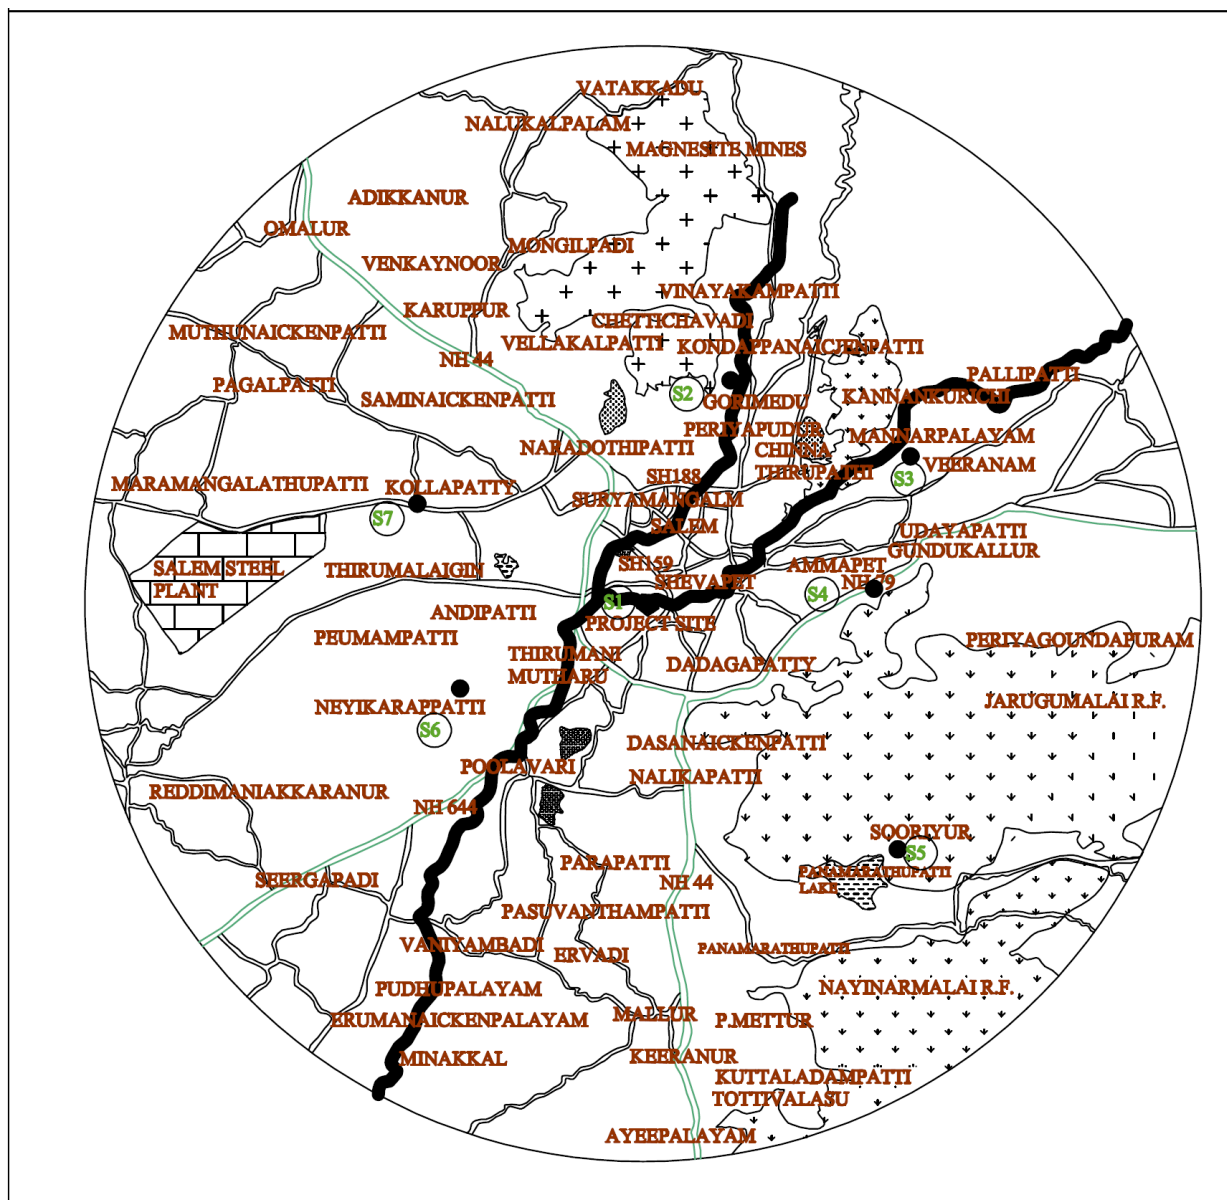 VATAKKADU
NALUKALPALAM
MAGNESITE MINES
ADIKKANUR
OMALUR
MONGILPADI
VENKAYNOOR
VINAYAKAMPATTI
KARUPPUR
CHETTICHAVADI
MUTHUNAICKENPATTI
VELLAKALPATTI
KONDAPPANAICJENPATTI
NH 44
PALLIPATTI
PAGALPATTI
S2
KANNANKURICHI
SAMINAICKENPATTI
GORIMEDU
PERIYAPUDUR
MANNARPALAYAM
NARADOTHIPATTI
CHINNA
THIRUPATHI
VEERANAM
SH188
S3
MARAMANGALATHUPATTI
KOLLAPATTY
SURYAMANGALM
S7
SALEM
UDAYAPATTI
GUNDUKALLUR
SH159
SALEM STEEL
PLANT
THIRUMALAIGIN
AMMAPET
SHEVAPET
NH 79
S4
S1
ANDIPATTI
PROJECT SITE
PEUMAMPATTI
PERIYAGOUNDAFURAM
THIRUMANI
MUTHARU
DADAGAPATTY
JARUGUMALAI R.F.
NEYIKARAPPATTI
S6
DASANAICKENPATTI
POOLAVARI
NALIKAPATTI
REDDIMANIAKKARANUR
NH 644
SOORIYUR
S5
PARAPATTI
PANAMARATHUPATTI
LAKE
SEERGAPADI
NH 44
PASUVANTHAMPATTI
VANIYAMBADI
ERVADI
PANAMARATHUPATTI
PUDHUPALAYAM
NAYINARMALAI R.F.
ERUMANAICKENPALAYAM
MALLUR
P.METTUR
MINAKKAL
KEERANUR
KUTTALADAMPATTI
TOTTIVALASU
AYEEPALAYAM